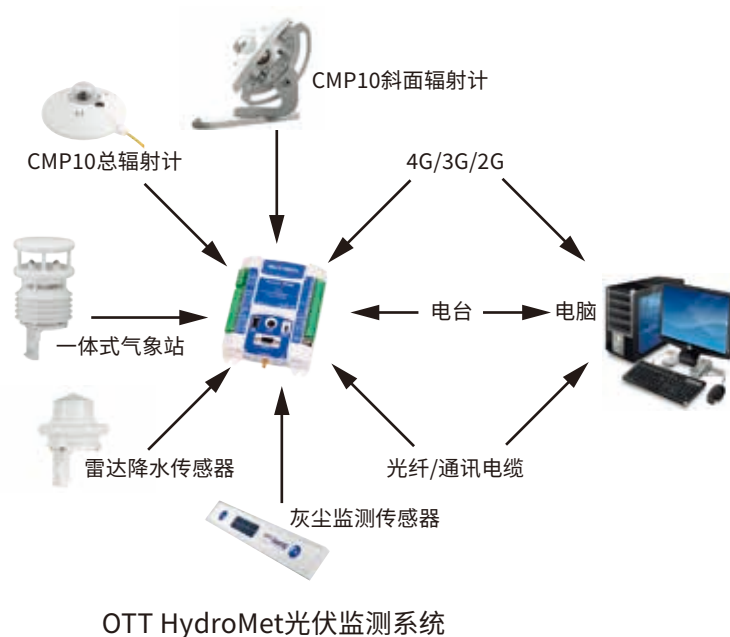 CMP10斜面辐射计
CMP10总辐射计
4G/3G/2G
电台
电脑
一体式气象站
雷达降水传感器
光纤/通讯电缆
灰尘监测传感器
OTT HydroMet光伏监测系统